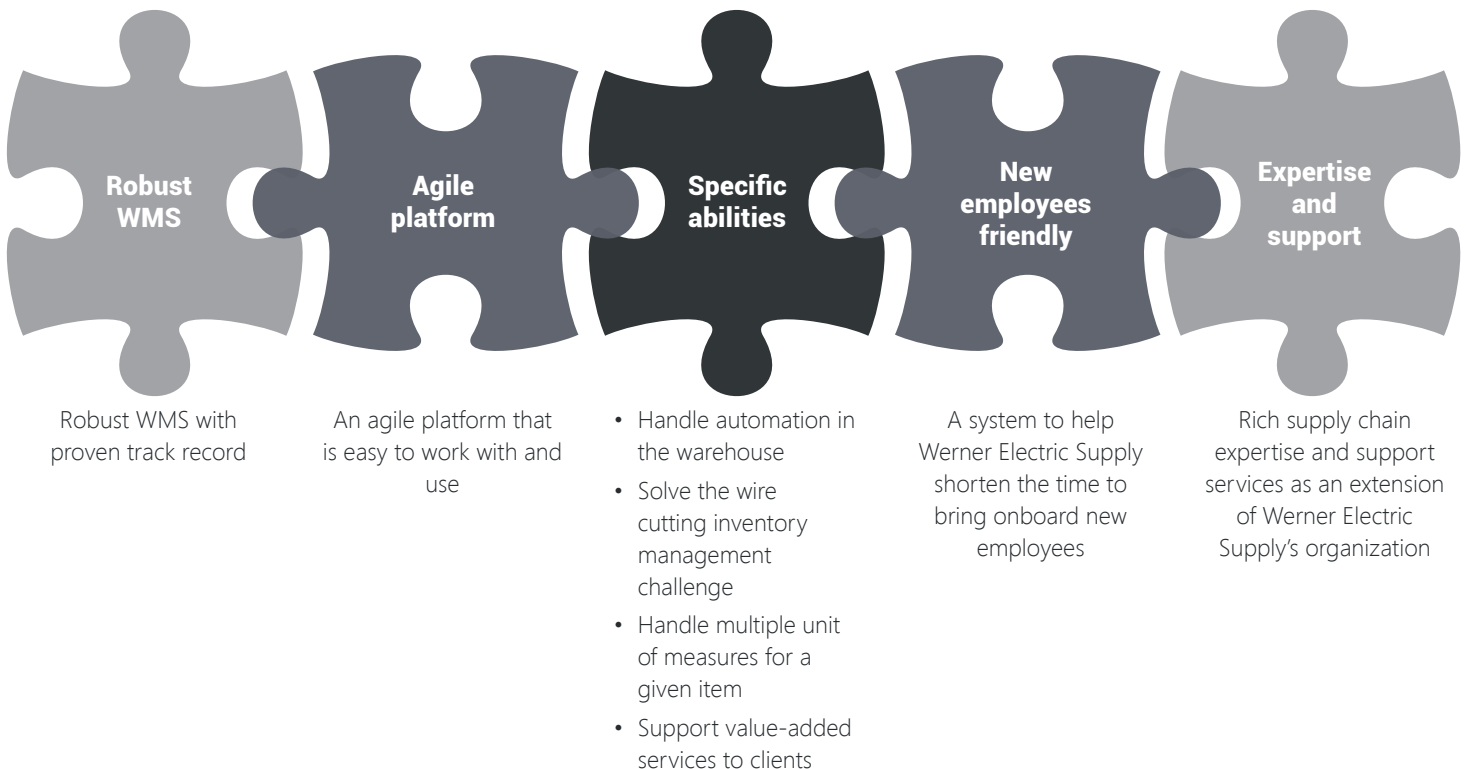 Robust
WMS
Agile
platform
Specific
abilities
New
employees
friendly
Expertise
and
support
Robust WMS with
proven track record
An agile platform that
is easy to work with and
use
• Handle automation in
the warehouse
• Solve the wire
cutting inventory
management
challenge
• Handle multiple unit
of measures for a
given item
• Support value-added
services to clients
A system to help
Werner Electric Supply
shorten the time to
bring onboard new
employees
Rich supply chain
expertise and support
services as an extension
of Werner Electric
Supply’s organization